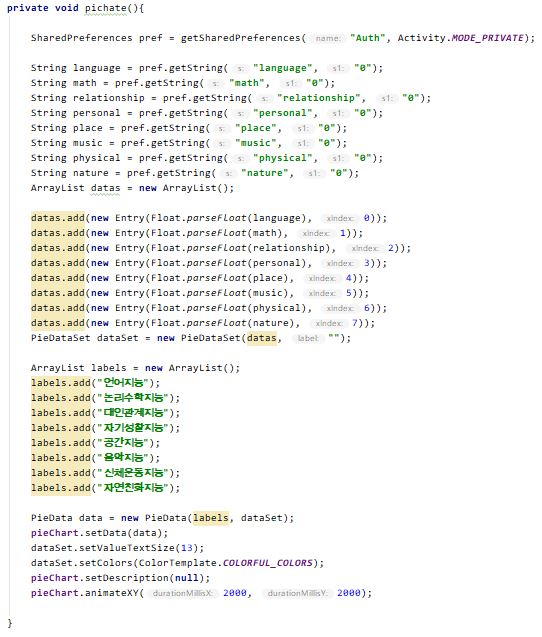 private void pichate(){
SharedPreferences pref = getSharedPreferences( name: "Auth", Activity.MODE_PRIVATE);
String language = pref.getString( s: "language", s1: "0");
String math = pref.getString( s: "math", s1: "0");
String relationship = pref.getString( s: "relationship", s1: "0");
String personal = pref.getString( s: "personal", s1: "0");
String place = pref.getString( s: "place", s1: "0");
String music = pref.getString( s: "music", s1: "0");
String physical = pref.getString( s: "physical", s1: "0");
String nature = pref.getString( s: "nature", s1: "0");
ArrayList datas = new ArrayList();
datas.add(new Entry(Float.parseFloat(language), xIndex: 0));
datas.add(new Entry(Float.parseFloat(math), xIndex: 1));
datas.add(new Entry(Float.parseFloat(relationship), xIndex: 2));
datas.add(new Entry(Float.parseFloat(personal), xIndex: 3));
datas.add(new Entry(Float.parseFloat(place), xIndex: 4));
datas.add(new Entry(Float.parseFloat(music), xIndex: 5));
datas.add(new Entry(Float.parseFloat(physical), xIndex: 6));
datas.add(new Entry(Float.parseFloat(nature), xIndex: 7));
PieDataSet dataSet = new PieDataSet(datas, label: "");
ArrayList labels = new ArrayList();
labels.add("언어지능");
labels.add("논리수학지능");
labels.add("대인관계지능");
labels.add("자기성찰지능");
labels.add("공간지능");
labels.add("음악지능");
labels.add("신체운동지능");
labels.add("자연친화지능");
PieData data = new PieData(labels, dataSet);
pieChart.setData(data);
dataSet.setValueTextSize(13);
dataSet.setColors(ColorTemplate.COLORFUL_COLORS);
pieChart.setDescription(null);
pieChart.animateXY( durationMillisX: 2000, durationMillisY: 2000);
}